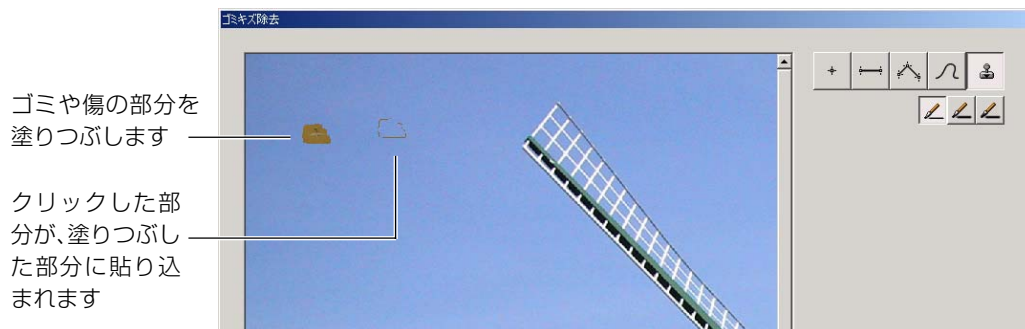 ゴミキズ除去
ゴミや傷の部分を
塗りつぶします
クリックした部
分が、塗りつぶし
た部分に貼り込
まれます